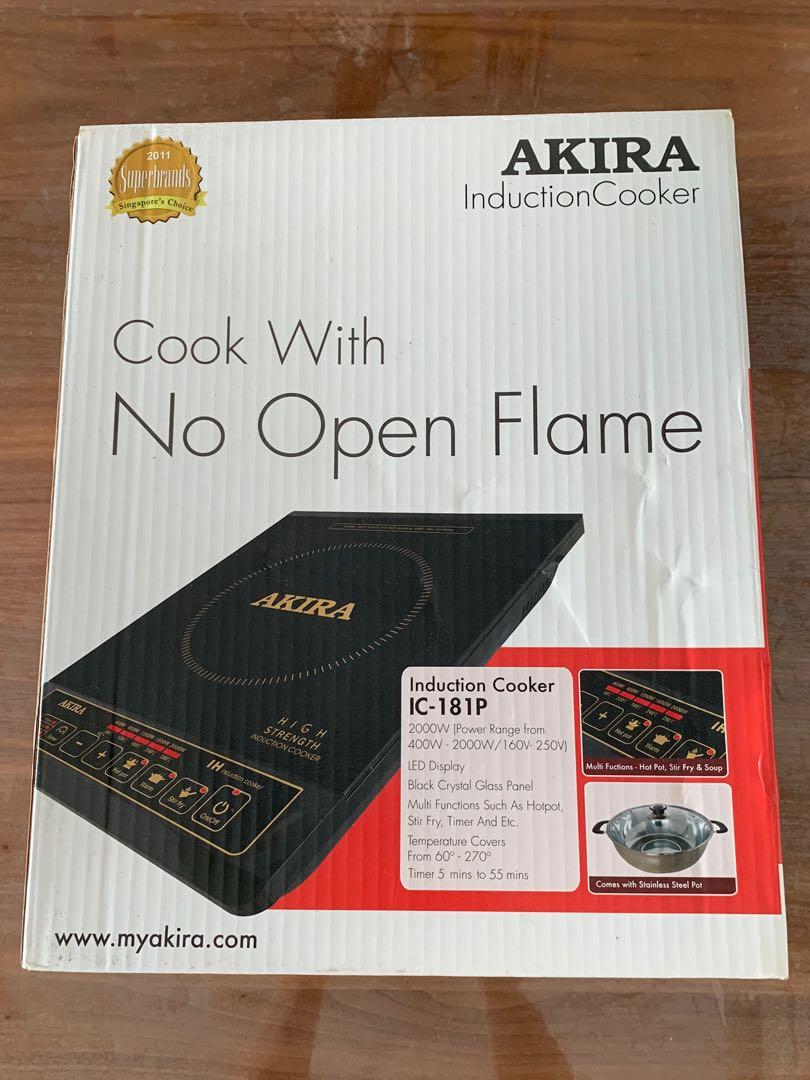 2011
Superbrands
Singapore's Choice
AKIRA
InductionCooker
Cook With
No Open Flame
AKIRA
HIGH
STRENGTH
INDUCTION COOKER
AKIRA
IH induction cooker
Hot pot
Warm
Stir fry
On/Off
Induction Cooker
IC-181P
2000W (Power Range from
400W - 2000W/160V- 250V)
LED Display
Black Crystal Glass Panel
Multi Functions Such As Hotpot,
Stir Fry, Timer And Etc.
Temperature Covers
From 60° - 270°
Timer 5 mins to 55 mins
IH
Hot pot
Warm
Multi Fuctions - Hot Pot, Stir Fry & Soup
Comes with Stainless Steel Pot
www.myakira.com